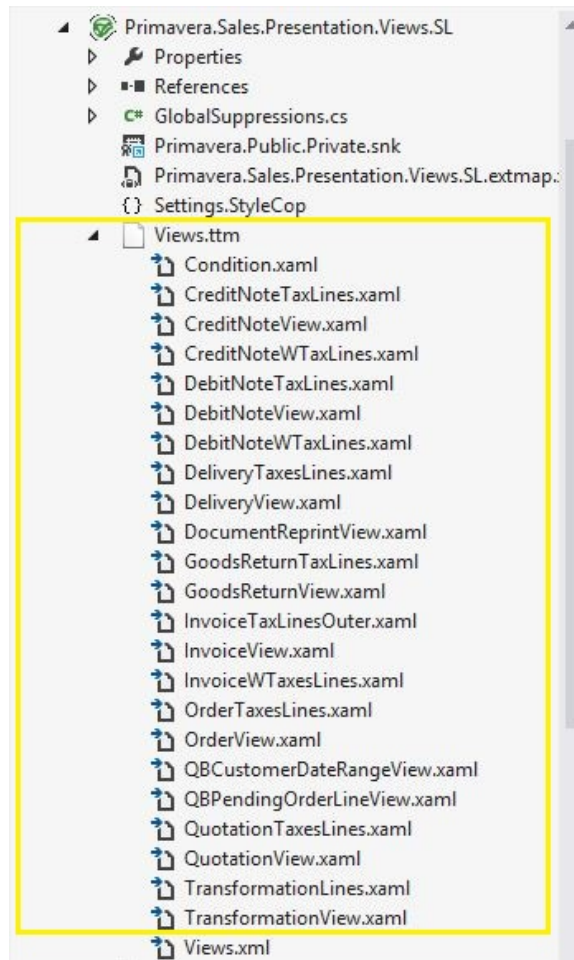 Primavera.Sales.Presentation.Views.SL
Properties
References
C# GlobalSuppressions.cs
Primavera.Public.Private.snk
Primavera.Sales.Presentation.Views.SL.extmap.
{} Settings.StyleCop
Views.ttm
Condition.xaml
CreditNoteTaxLines.xaml
CreditNoteView.xaml
CreditNoteWTaxLines.xaml
DebitNoteTaxLines.xaml
DebitNoteView.xaml
DebitNoteWTaxLines.xaml
DeliveryTaxesLines.xaml
DeliveryView.xaml
DocumentReprintView.xaml
GoodsReturnTaxLines.xaml
GoodsReturnView.xaml
InvoiceTaxLinesOuter.xaml
InvoiceView.xaml
InvoiceWTaxesLines.xaml
OrderTaxesLines.xaml
OrderView.xaml
QBCustomerDateRangeView.xaml
QBPendingOrderLineView.xaml
QuotationTaxesLines.xaml
QuotationView.xaml
TransformationLines.xaml
TransformationView.xaml
Views.xml